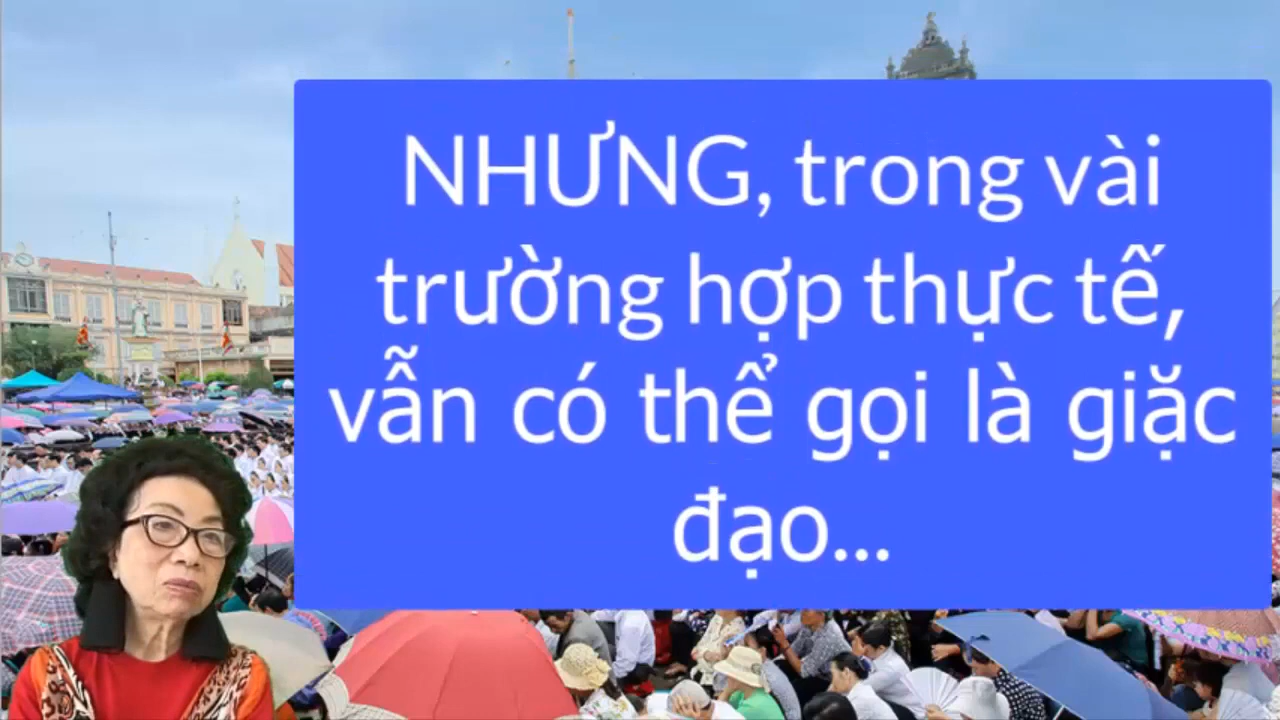 NHƯNG, trong vài
trường hợp thực tế,
vẫn có thể gọi là giặc
đạo...